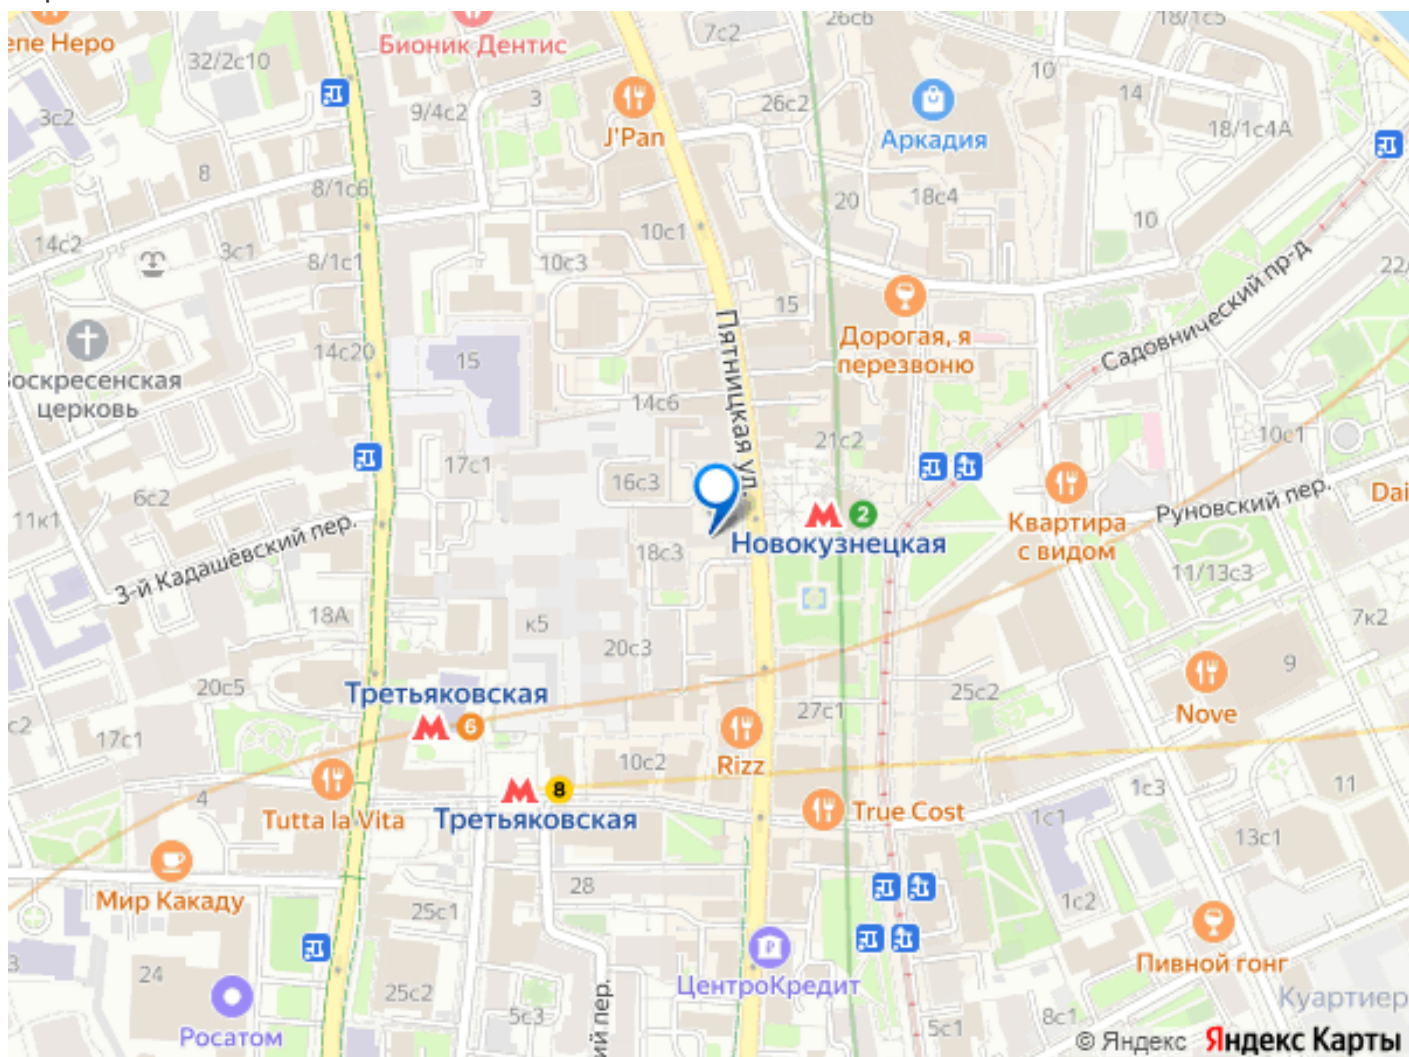 7с2
26с6
18/1с5
Бионик Дентис
епе Неро
32/2с10
10
14
3с2
9/4с2
3
26с2
J'Pan
Аркадия
18/1с4А
8
8/1с6
20
18с4
10
14с2
3с1
8/1с1
10с1
10с3
15
22/
Садовнический пр-д
Пятницкая ул.
Дорогая, я
перезвоню
14с20
15
Воскресенская
церковь
14с6
21с2
10с1
17с1
16с3
6с2
11к1
3-й Кадашёвский пер.
2
Новокузнецкая
Квартира
с видом
Руновский пер.
Dai
18с3
11/13с3
18А
к5
20с3
7к2
9
20с5
Третьяковская
6
27с1
25с2
Nove
с2
17с1
10с2
Rizz
4
8
Третьяковская
Tutta la Vita
True Cost
1с3
11
1с1
13с1
Мир Какаду
28
25с1
1с2
Пивной гонг
3
24
25с2
ЦентроКредит
Куартиер
Росатом
5с3
ий пер.
5с1
8с1
© Яндекс Яндекс Карты